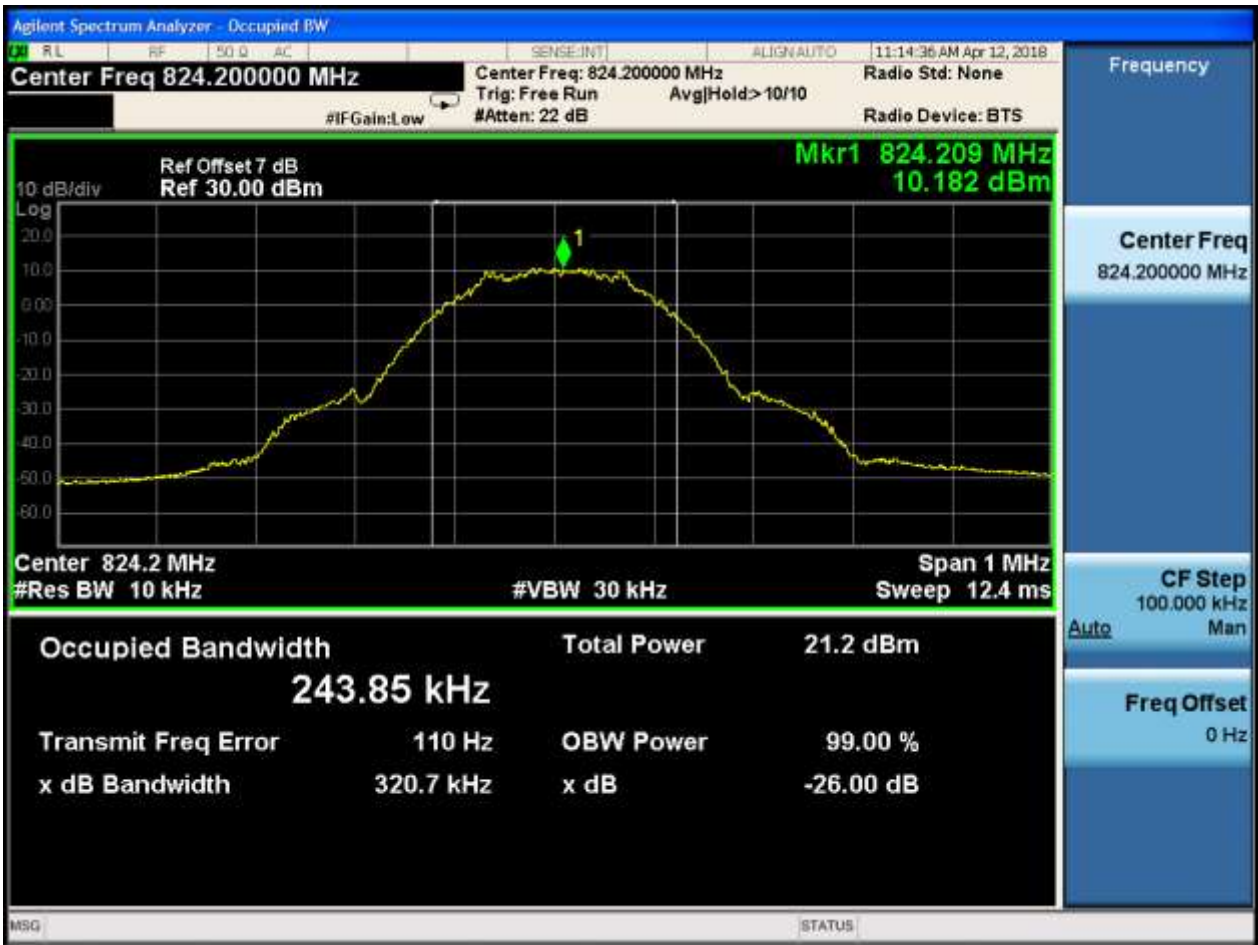 Agilent Spectrum Analyzer - Occupied BW
RL RF 50 Ω AC SENSE:INT ALIGN AUTO 11:14:36 AM Apr 12, 2018
Center Freq 824.200000 MHz
Center Freq: 824.200000 MHz
Radio Std: None
Trig: Free Run Avg|Hold:> 10/10
#IFGain:Low
#Atten: 22 dB
Radio Device: BTS
Mkr1 824.209 MHz
10.182 dBm
Ref Offset 7 dB
10 dB/div Ref 30.00 dBm
Log
20.0
1
10.0
0.00
-10.0
-20.0
-30.0
-40.0
-50.0
-60.0
Center 824.2 MHz
Span 1 MHz
#Res BW 10 kHz
#VBW 30 kHz
Sweep 12.4 ms
Occupied Bandwidth
Total Power 21.2 dBm
243.85 kHz
Transmit Freq Error 110 Hz OBW Power 99.00 %
x dB Bandwidth 320.7 kHz x dB -26.00 dB
MSG
STATUS
Frequency
Center Freq
824.200000 MHz
CF Step
100.000 kHz
Auto Man
Freq Offset
0 Hz